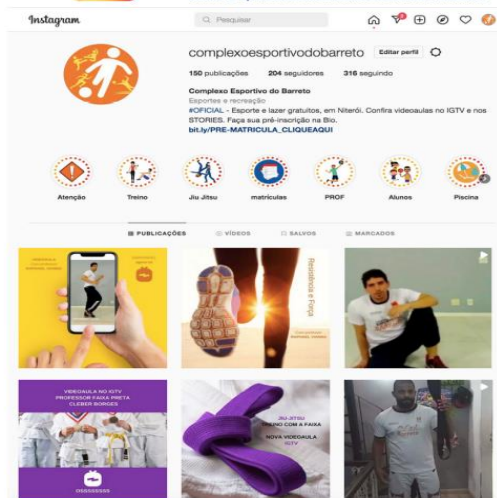 Instagram
Pesquisar
complexoesportivodobarreto Editar perfil
150 publicações 204 seguidores 316 seguindo
Complexo Esportivo do Barreto
Esportes e recreação
#OFICIAL - Esporte e lazer gratuitos, em Niterói. Confira videoaulas no IGTV e nos
STORIES. Faça sua pré-inscrição na Bio.
bit.ly/PRE-MATRICULA_CLIQUEAQUI
Atenção Treino Jiu Jitsu matrículas PROF Alunos Piscina
PUBLICAÇÕES VÍDEOS SALVOS MARCADOS
Resistência e Força
VIDEOAULA NO IGTV
PROFESSOR FAIXA PRETA
CLEBER BORGES
JIU-JITSU
TREINO COM A FAIXA
NOVA VIDEOAULA
IGTV